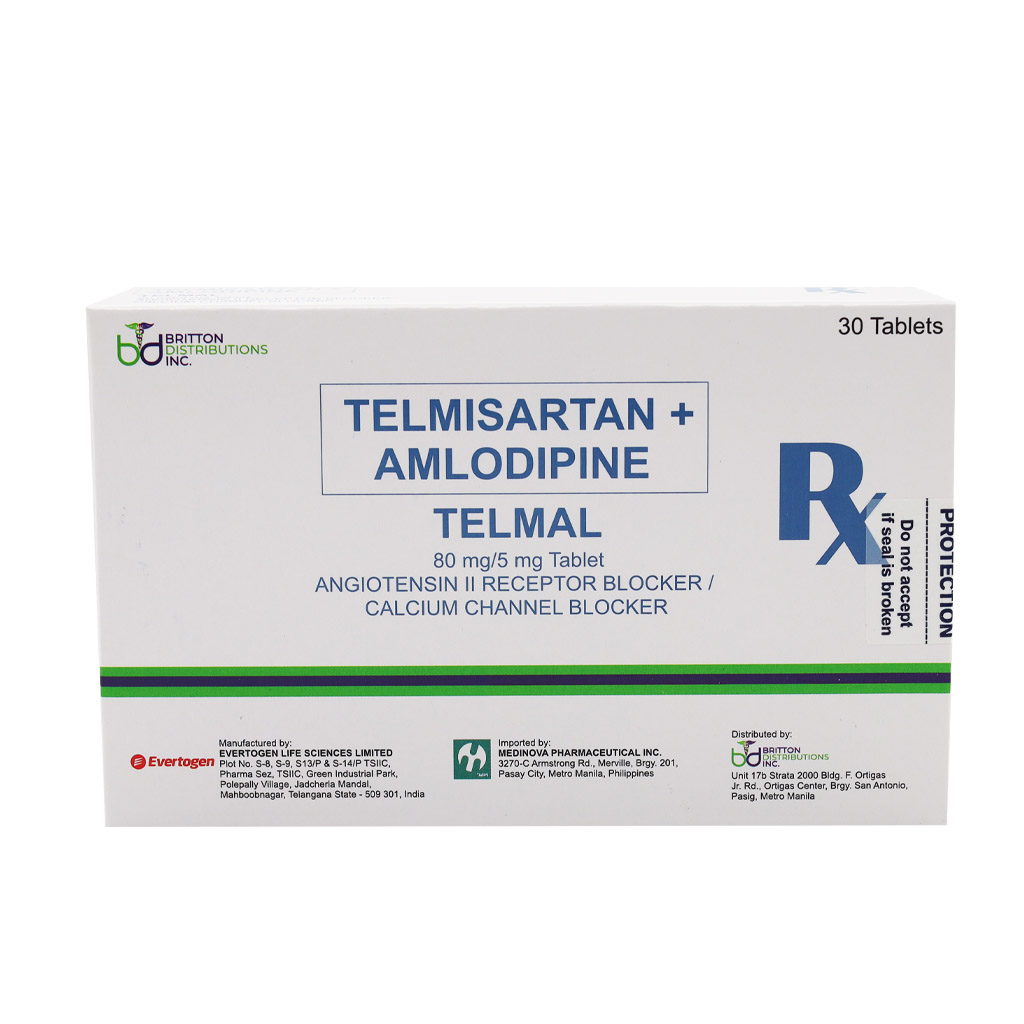 BRITTON
DISTRIBUTIONS
INC.
30 Tablets
TELMISARTAN +
AMLODIPINE
TELMAL
80 mg/5 mg Tablet
ANGIOTENSIN II RECEPTOR BLOCKER /
CALCIUM CHANNEL BLOCKER
Rx
Do not accept
if seal is broken
PROTECTION
Evertogen
Manufactured by:
EVERTOGEN LIFE SCIENCES LIMITED
Plot No. S-8, S-9, S13/P & S-14/P TSIIC,
Pharma Sez, TSIIC, Green Industrial Park,
Polepally Village, Jadcherla Mandal,
Mahboobnagar, Telangana State - 509 301, India
Imported by:
MEDINOVA PHARMACEUTICAL INC.
3270-C Armstrong Rd., Merville, Brgy. 201,
Pasay City, Metro Manila, Philippines
Distributed by:
bd BRITTON
DISTRIBUTIONS
INC.
Unit 17b Strata 2000 Bldg. F. Ortigas
Jr. Rd., Ortigas Center, Brgy. San Antonio,
Pasig, Metro Manila